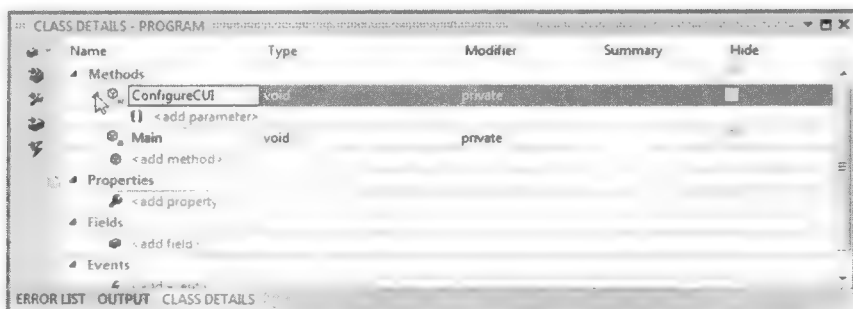 CLASS DETAILS - PROGRAM
Name Type Modifier Summary Hide
Methods
ConfigureCUI void private
() <add parameter>
Main void private
<add method>
Properties
<add property
Fields
<add field>
Events
ERROR LIST OUTPUT CLASS DETAILS